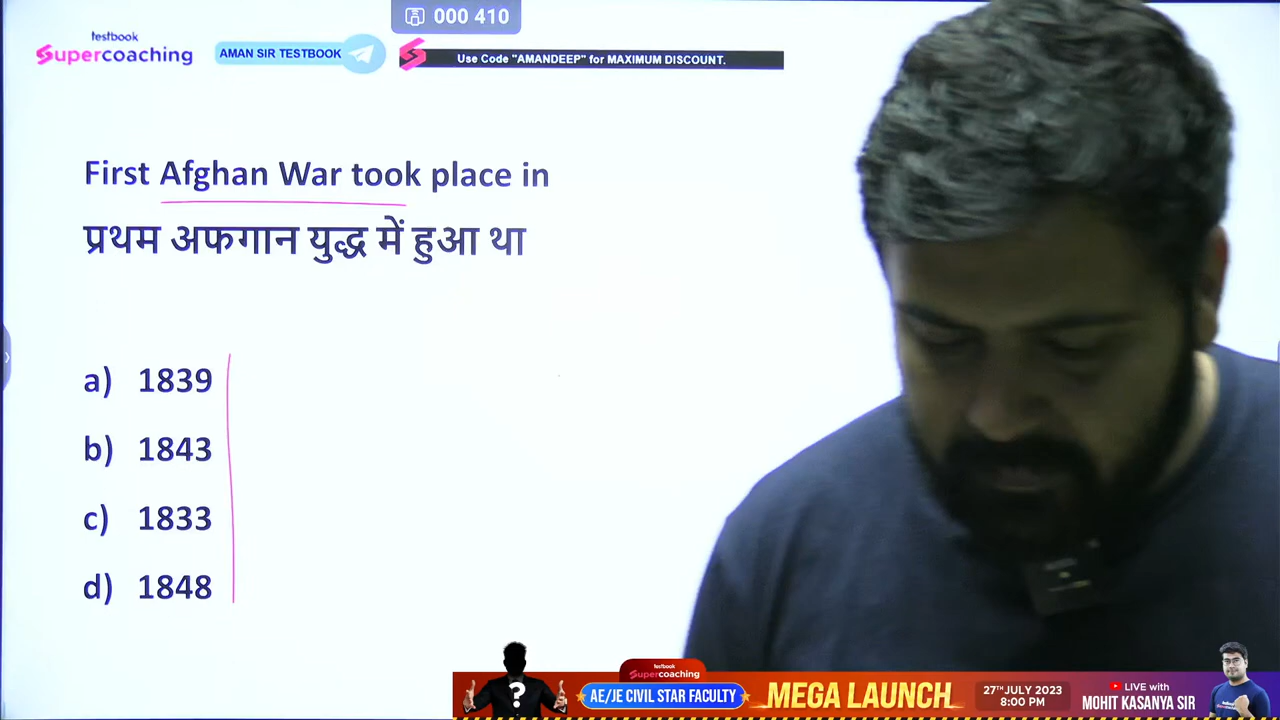 000 410
testbook
Supercoaching
AMAN SIR TESTBOOK
Use Code "AMANDEEP" for MAXIMUM DISCOUNT.
First Afghan War took place in
प्रथम अफगान युद्ध में हुआ था
a) 1839
b) 1843
c) 1833
d) 1848
?
testbook
Supercoaching
AE/JE CIVIL STAR FACULTY
MEGA LAUNCH
27TH JULY 2023
8:00 PM
LIVE with
MOHIT KASANYA SIR